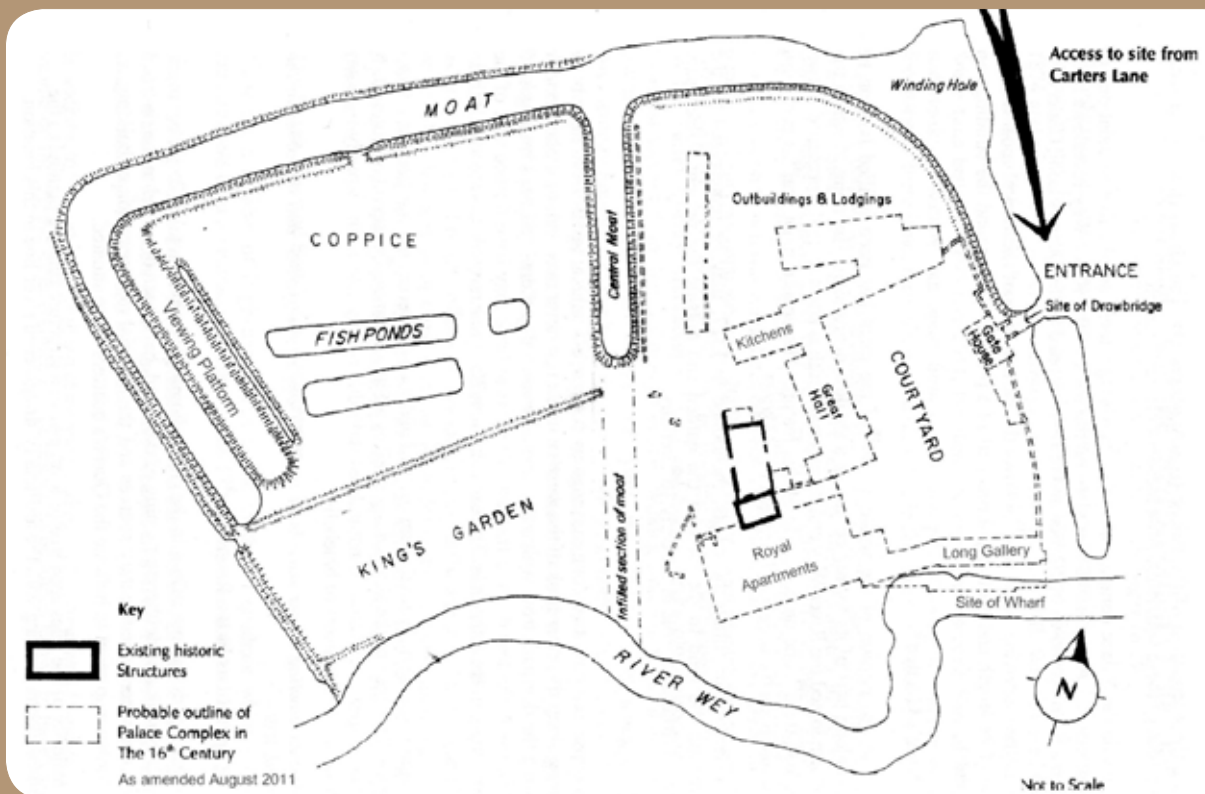 Access to site from
Carters Lane
Winding Hole
MOAT
Outbuildings & Lodgings
COPPICE
Central Moat
ENTRANCE
Site of Drowbridge
Viewing Platform
FISH PONDS
Kitchens
Gate
House
Great
Hall
COURTYARD
KING'S GARDEN
Infilled section of moat
Royal
Apartments
Long Gallery
Site of Wharf
RIVER WEY
Key
Existing historic
Structures
Probable outline of
Palace Complex in
The 16th Century
As amended August 2011
N
Not to Scale